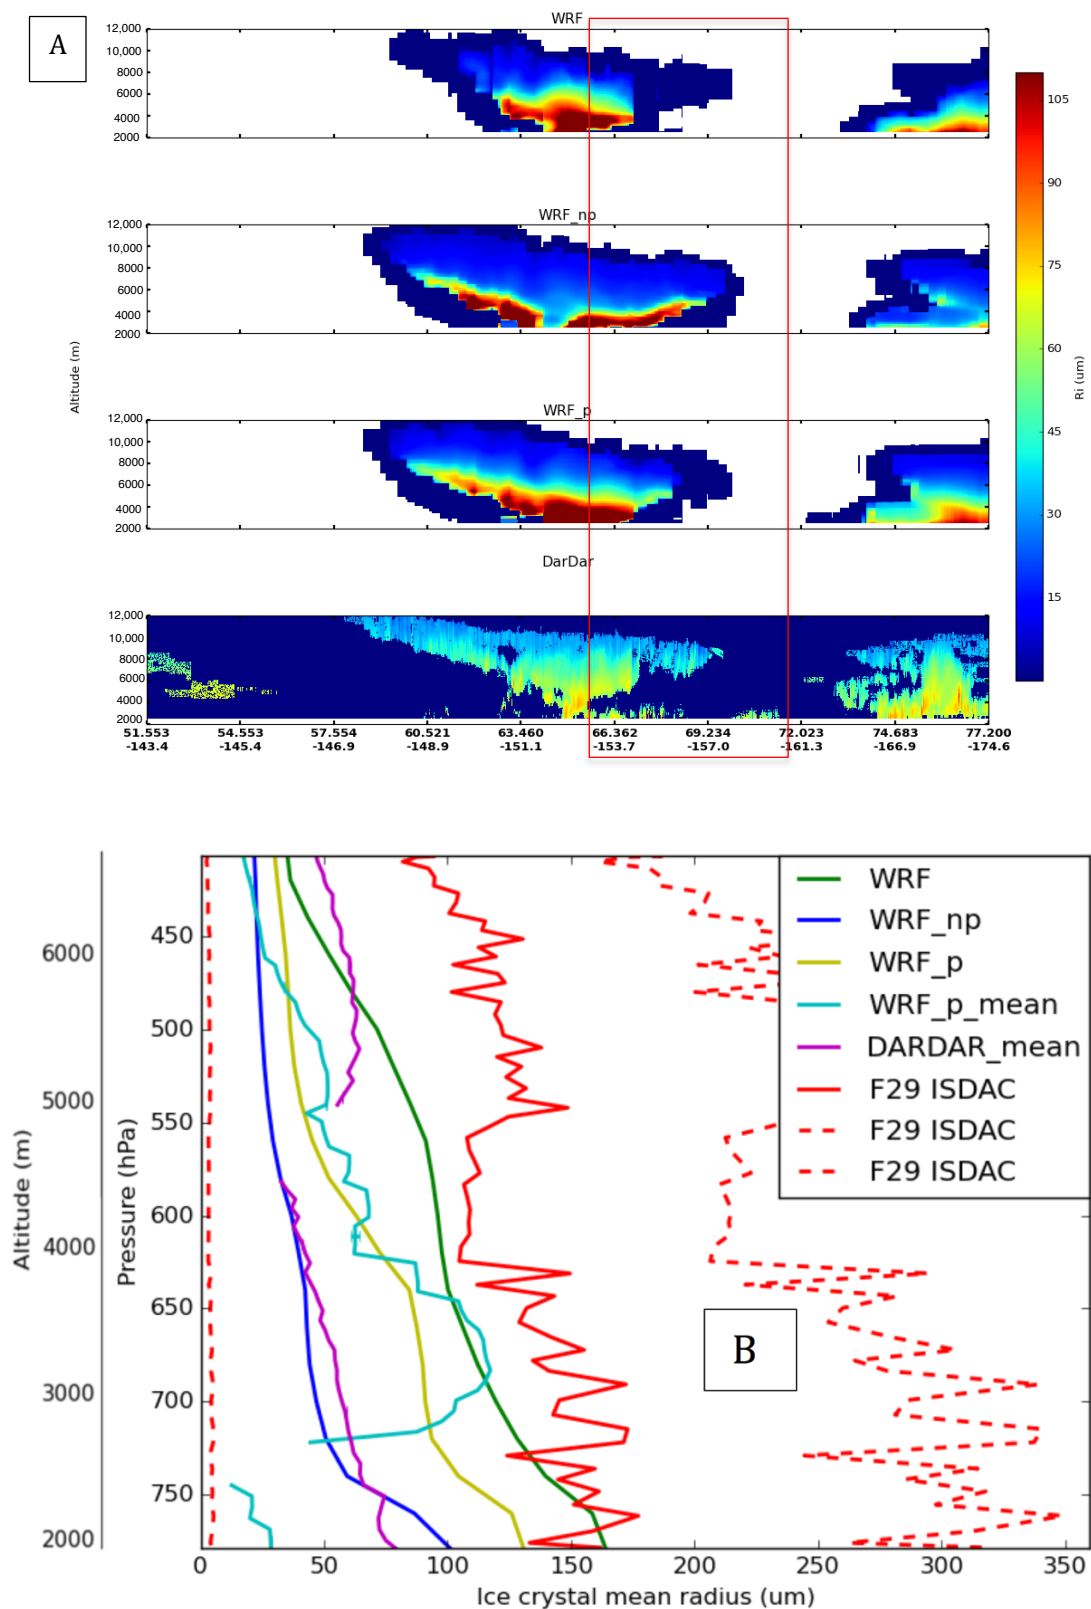 A
WRF
12,000
10,000
8000
6000
4000
2000
WRF_np
12,000
10,000
8000
6000
4000
2000
WRF_p
12,000
10,000
8000
6000
4000
2000
DarDar
12,000
10,000
8000
6000
4000
2000
Altitude (m)
51.553 54.553 57.554 60.521 63.460 66.362 69.234 72.023 74.683 77.200
-143.4 -145.4 -146.9 -148.9 -151.1 -153.7 -157.0 -161.3 -166.9 -174.6
105
90
75
60
45
30
15
Ri (um)
B
WRF
WRF_np
WRF_p
WRF_p_mean
DARDAR_mean
F29 ISDAC
F29 ISDAC
F29 ISDAC
Altitude (m)
6000
5000
4000
3000
2000
Pressure (hPa)
450
500
550
600
650
700
750
0 50 100 150 200 250 300 350
Ice crystal mean radius (um)